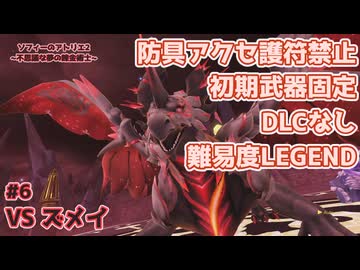 ソフィーのアトリエ2
~不思議な夢の錬金術士~
防具アクセ護符禁止
初期武器固定
DLCなし
難易度LEGEND
#6
VS ズメイ